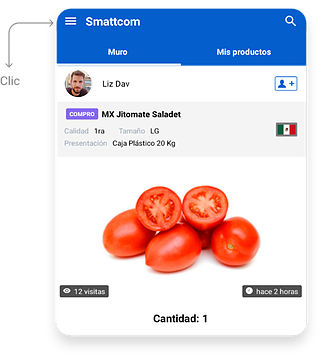 Smattcom
Muro Mis productos
Clic
Liz Dav
COMPRO MX Jitomate Saladet
Calidad 1ra Tamaño LG
Presentación Caja Plástico 20 Kg
12 visitas hace 2 horas
Cantidad: 1